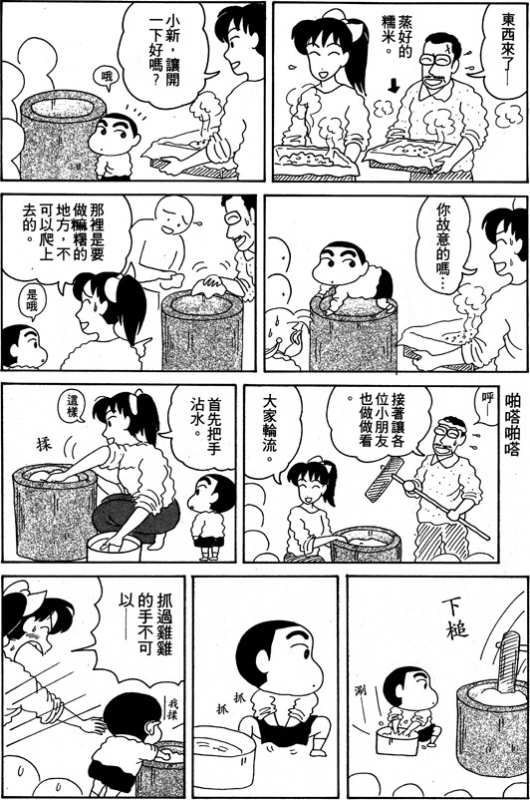 東西來了——
蒸好的
糯米。
小新，讓開
一下好嗎？
哦
你故意的嗎…
那裡是要
做麻糬的
地方，不
可以爬上
去的。
是哦
啪嗒啪嗒
呼—
接著讓各
位小朋友
也做做看
。
大家輪流。
首先把手
沾水。
這樣
揉
下槌
涮
抓
抓
抓過雞雞
的手不可
以——
我揉